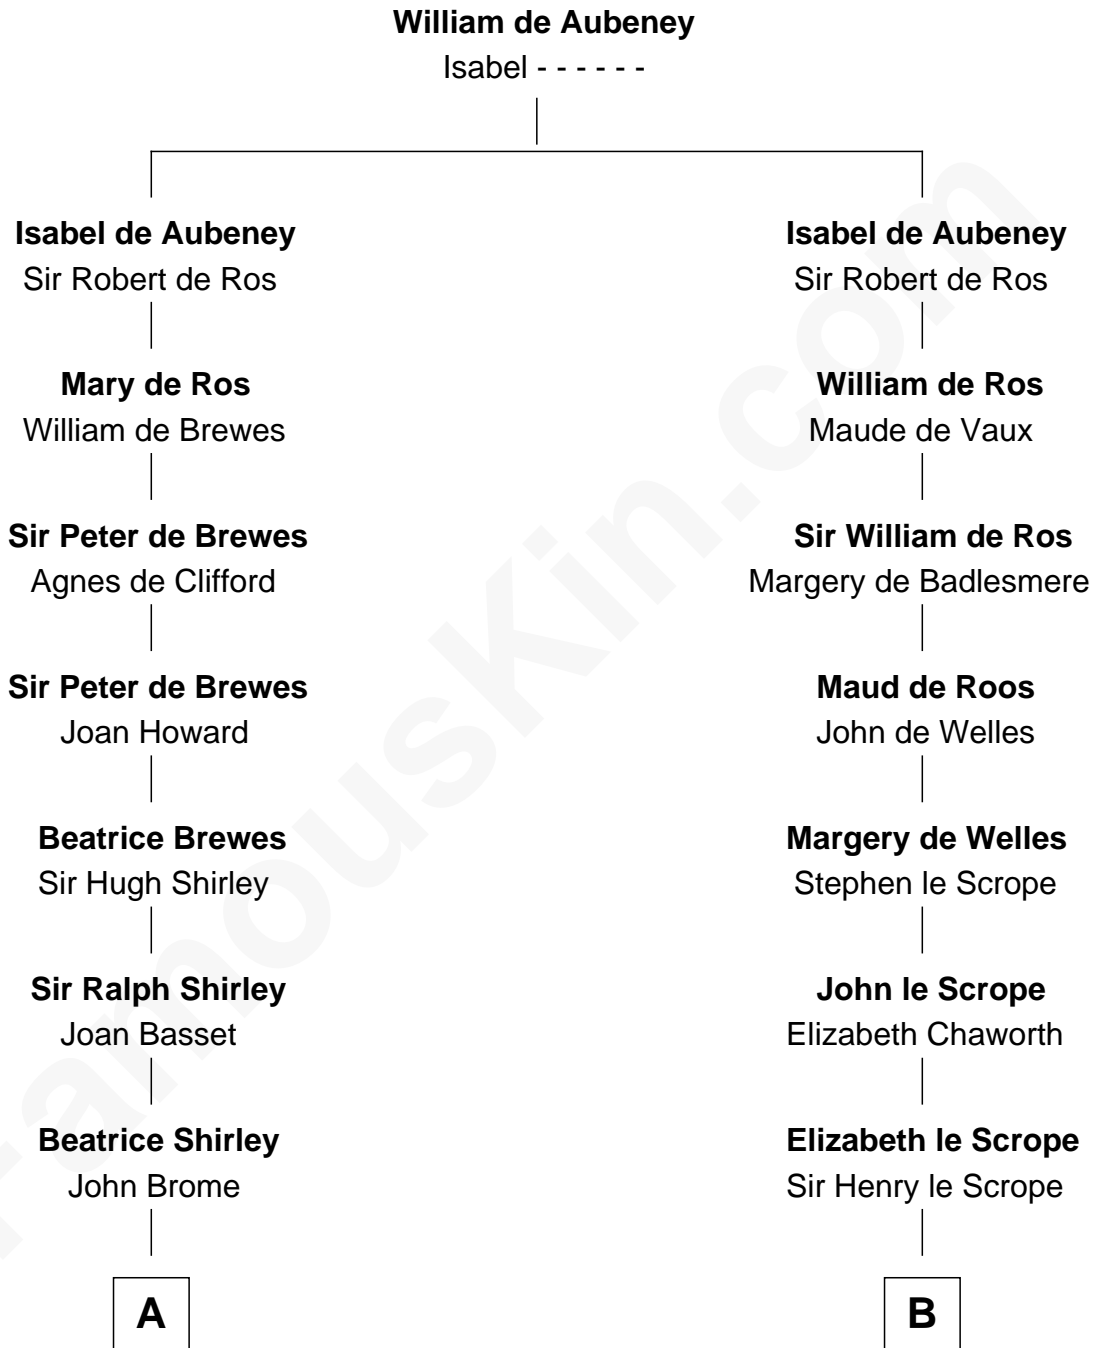 William de Aubeney
Isabel - - - - - -
Isabel de Aubeney
Sir Robert de Ros
Mary de Ros
William de Brewes
Sir Peter de Brewes
Agnes de Clifford
Sir Peter de Brewes
Joan Howard
Beatrice Brewes
Sir Hugh Shirley
Sir Ralph Shirley
Joan Basset
Beatrice Shirley
John Brome
A
Isabel de Aubeney
Sir Robert de Ros
William de Ros
Maude de Vaux
Sir William de Ros
Margery de Badlesmere
Maud de Roos
John de Welles
Margery de Welles
Stephen le Scrope
John le Scrope
Elizabeth Chaworth
Elizabeth le Scrope
Sir Henry le Scrope
B
FamousKin.com